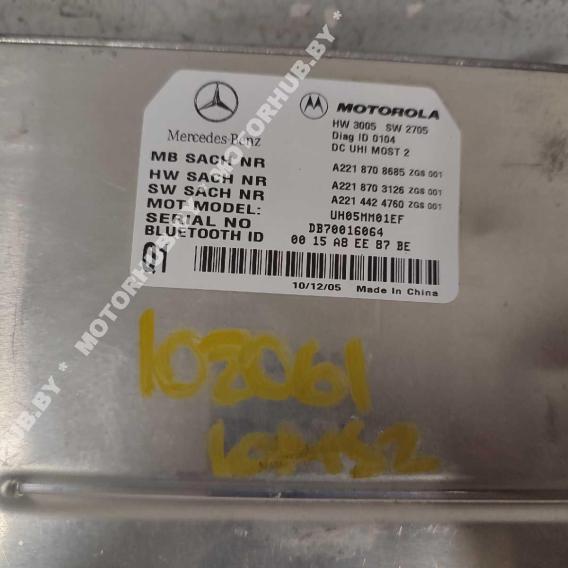 MOTORHUB.BY * MOTORHUB.BY *
Mercedes-Benz
MOTOROLA
HW 3005 SW 2705
Diag ID 0104
DC UHI MOST 2
MB SACH NR A221 870 8685 ZGS 001
HW SACH NR A221 870 3126 ZGS 001
SW SACH NR A221 442 4760 ZGS 001
MOT MODEL: UH05MM01EF
SERIAL NO DB70016064
BLUETOOTH ID 00 15 A8 EE 87 BE
10/12/05 Made in China
102061